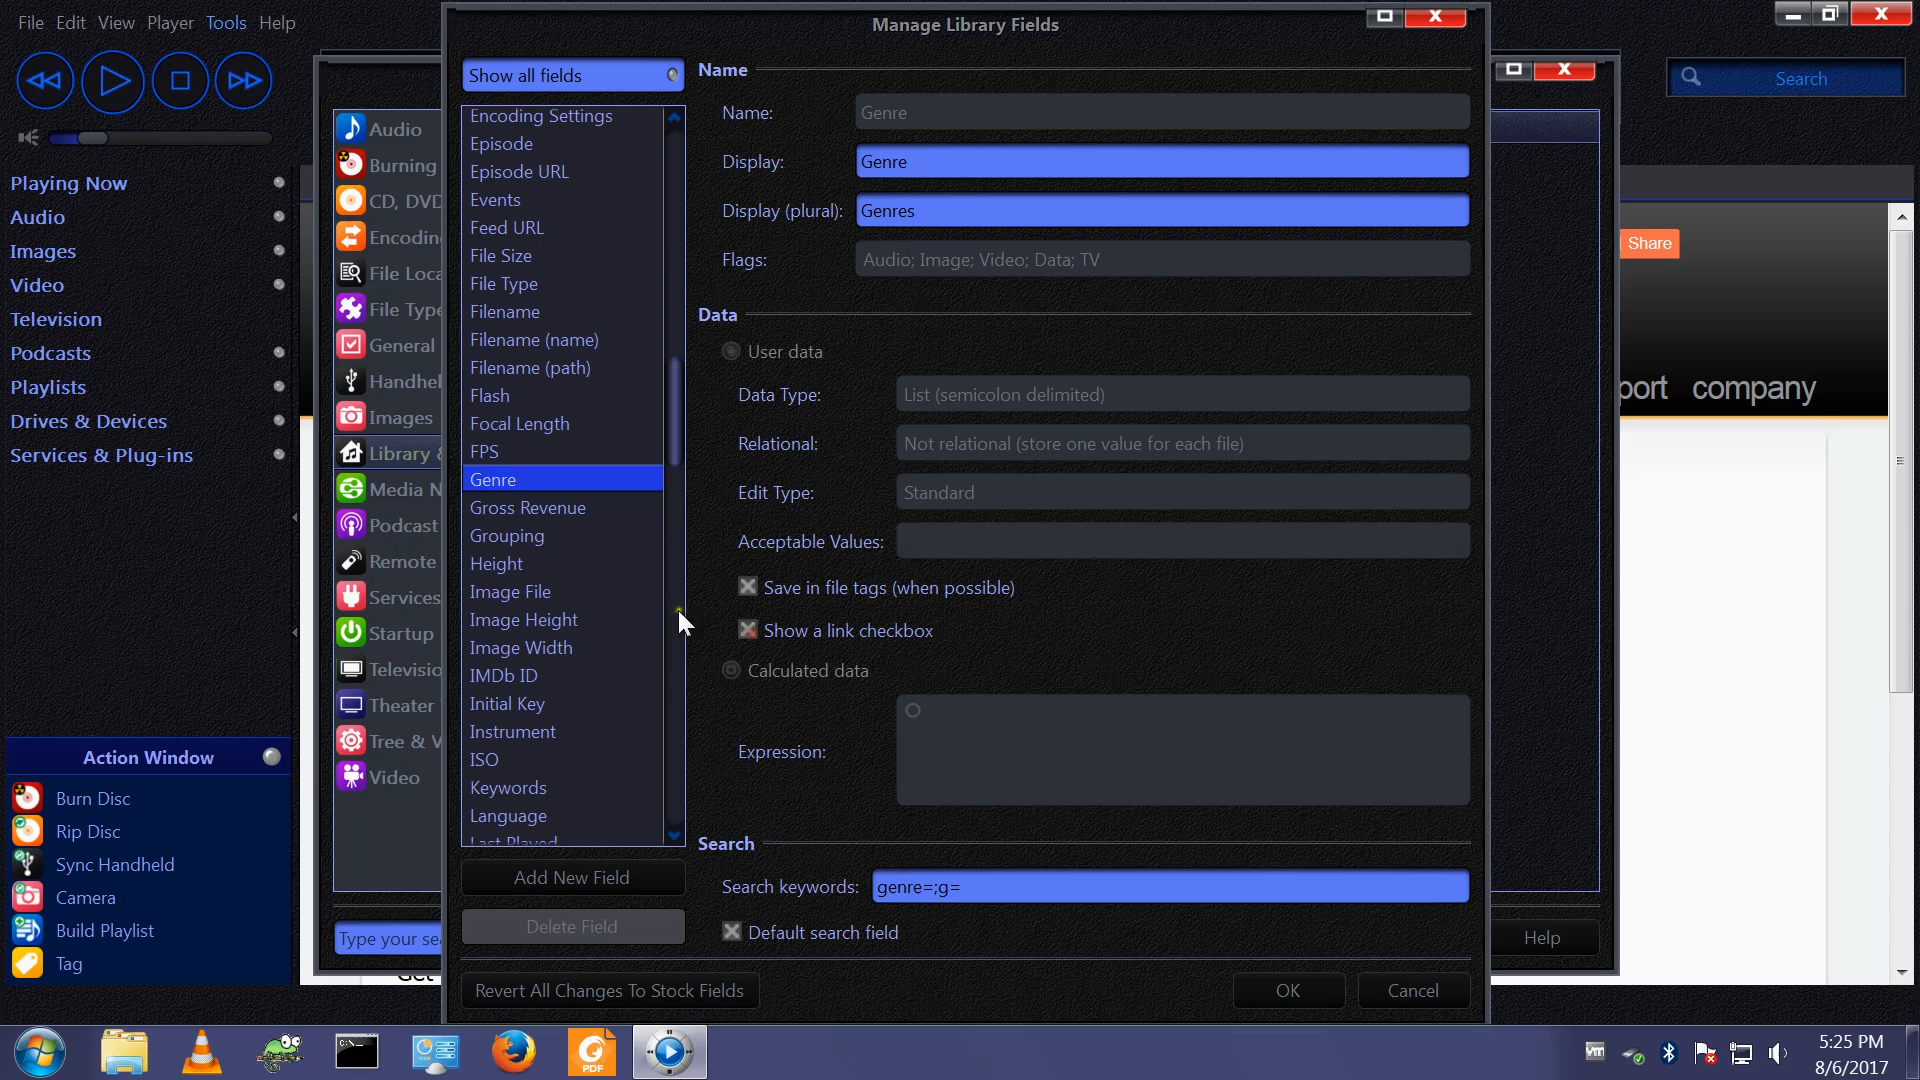 File Edit View Player Tools Help
Search
Playing Now
Audio
Images
Video
Television
Podcasts
Playlists
Drives & Devices
Services & Plug-ins
Action Window
Burn Disc
Rip Disc
Sync Handheld
Camera
Build Playlist
Tag
Audio
Burning
CD, DVD
Encoding
File Loca
File Type
General
Handhel
Images
Library &
Media N
Podcast
Remote
Services
Startup
Televisio
Theater
Tree & V
Video
Type your sea
Manage Library Fields
Show all fields
Encoding Settings
Episode
Episode URL
Events
Feed URL
File Size
File Type
Filename
Filename (name)
Filename (path)
Flash
Focal Length
FPS
Genre
Gross Revenue
Grouping
Height
Image File
Image Height
Image Width
IMDb ID
Initial Key
Instrument
ISO
Keywords
Language
Last Played
Add New Field
Delete Field
Name
Name: Genre
Display: Genre
Display (plural): Genres
Flags: Audio; Image; Video; Data; TV
Data
User data
Data Type: List (semicolon delimited)
Relational: Not relational (store one value for each file)
Edit Type: Standard
Acceptable Values:
Save in file tags (when possible)
Show a link checkbox
Calculated data
Expression:
Search
Search keywords: genre=;g=
Default search field
Revert All Changes To Stock Fields
OK
Cancel
Help
Share
port company
Get
PDF
5:25 PM
8/6/2017